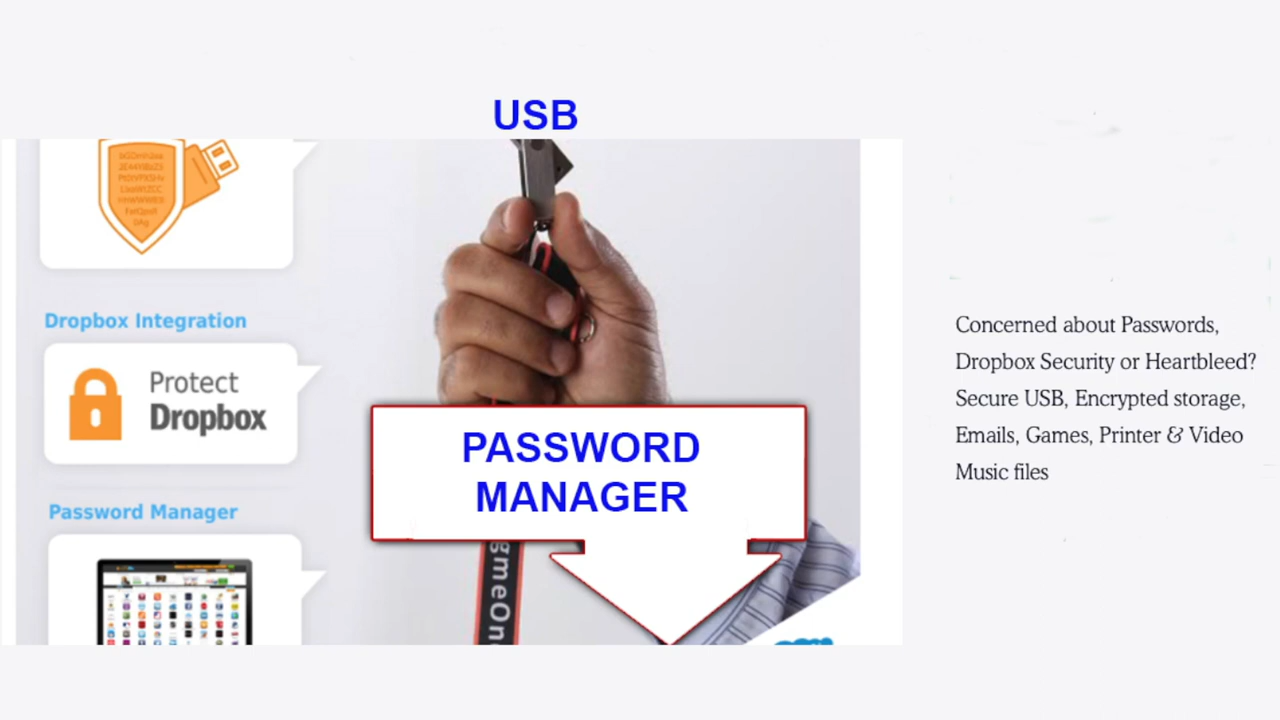 USB
Dropbox Integration
Protect
Dropbox
Password Manager
PASSWORD
MANAGER
gmeOn
Concerned about Passwords,
Dropbox Security or Heartbleed?
Secure USB, Encrypted storage,
Emails, Games, Printer & Video
Music files